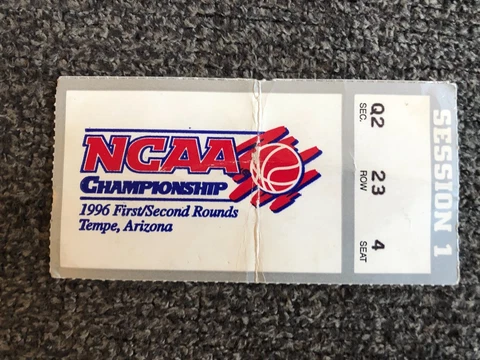 NCAA
CHAMPIONSHIP
1996 First/Second Rounds
Tempe, Arizona
Q2 23 4
SEC. ROW SEAT
SESSION 1